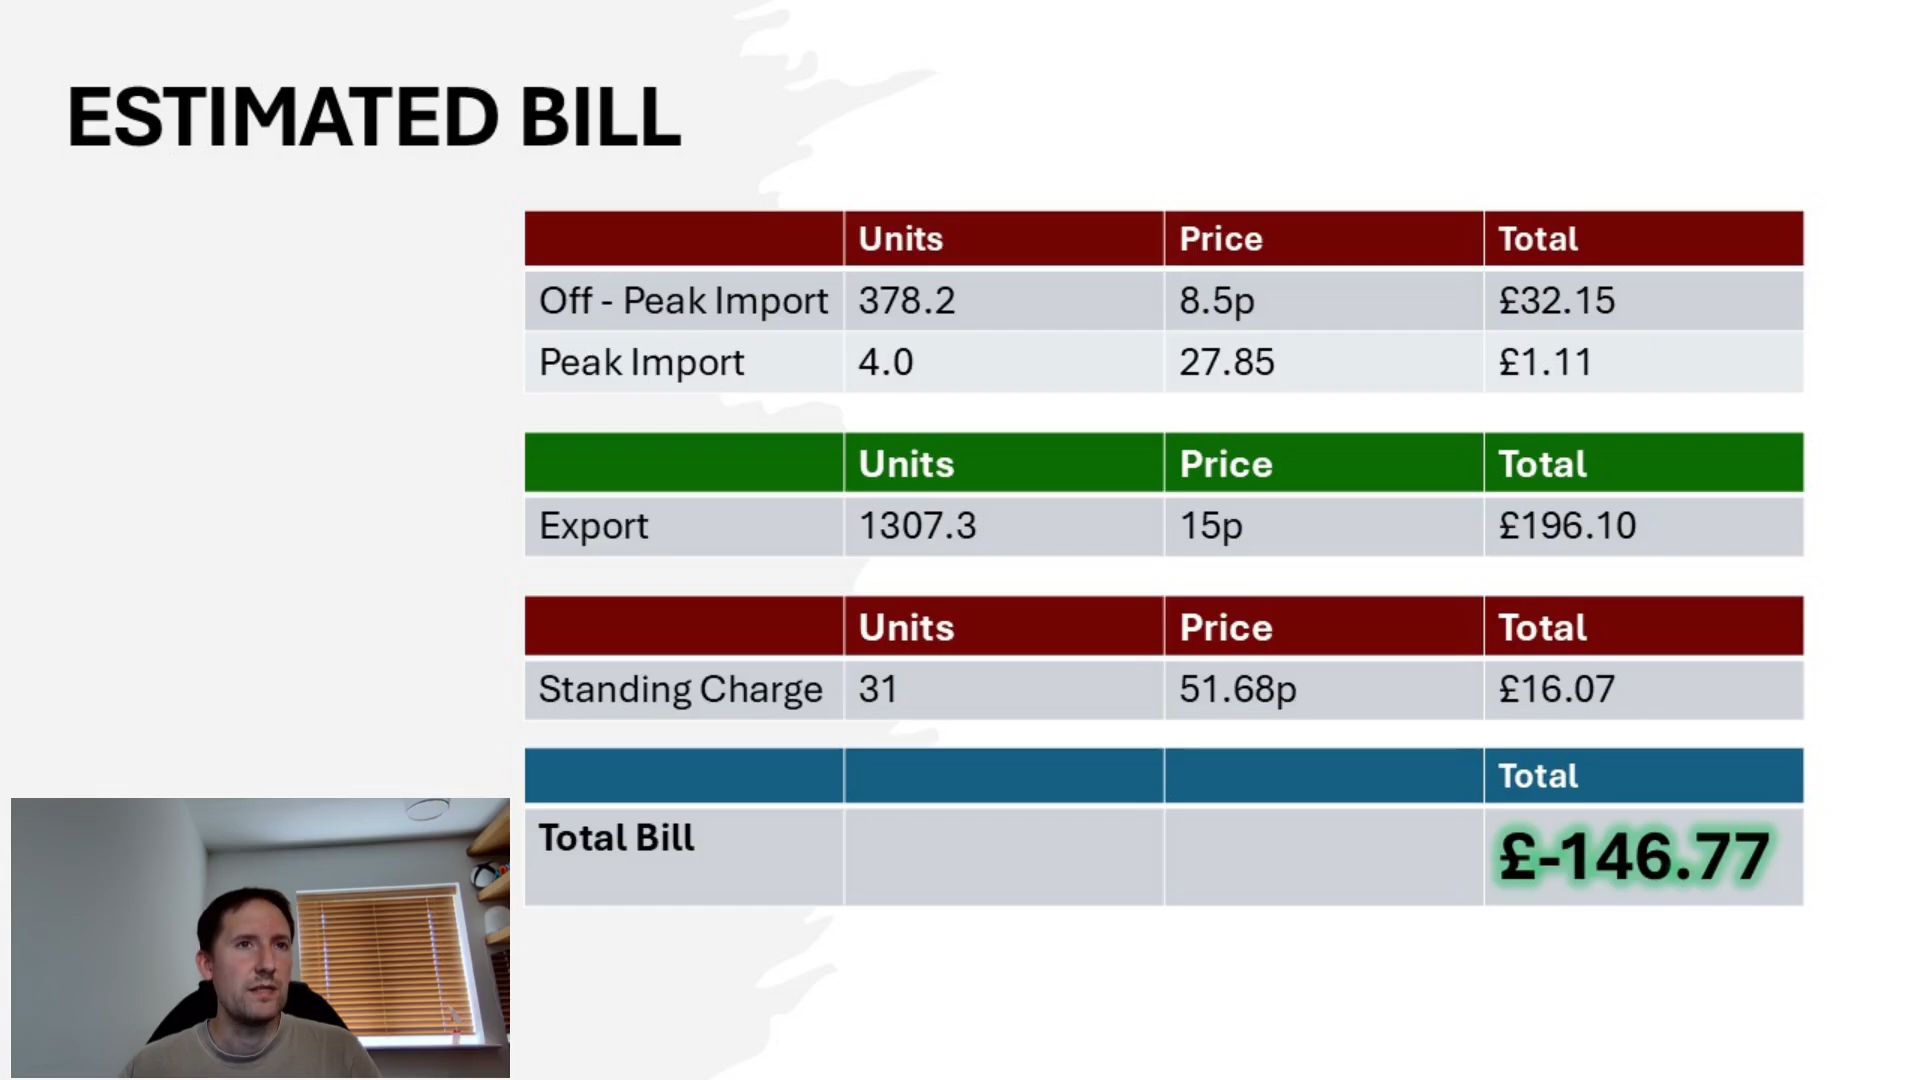 ESTIMATED BILL
Units Price Total
Off - Peak Import 378.2 8.5p £32.15
Peak Import 4.0 27.85 £1.11
Units Price Total
Export 1307.3 15p £196.10
Units Price Total
Standing Charge 31 51.68p £16.07
Total
Total Bill £-146.77